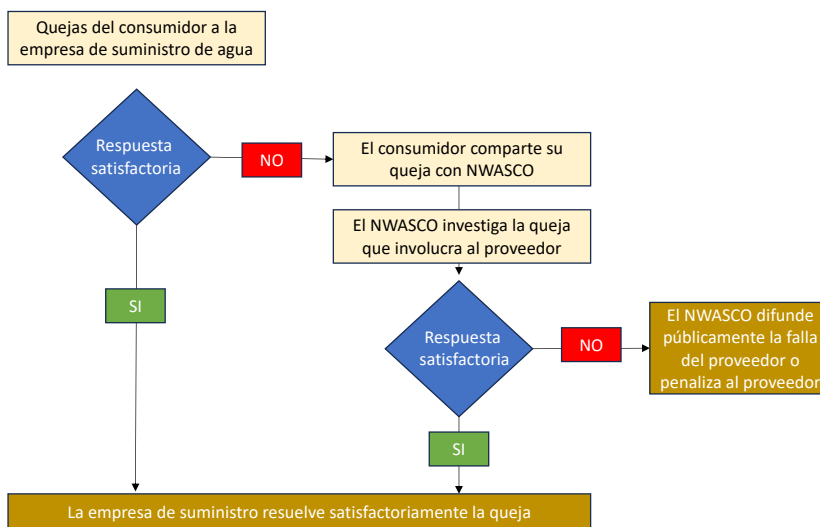 Quejas del consumidor a la
empresa de suministro de agua
Respuesta
satisfactoria
NO
El consumidor comparte su
queja con NWASCO
El NWASCO investiga la queja
que involucra al proveedor
SI
Respuesta
satisfactoria
NO
El NWASCO difunde
públicamente la falla
del proveedor o
penaliza al proveedor
SI
La empresa de suministro resuelve satisfactoriamente la queja